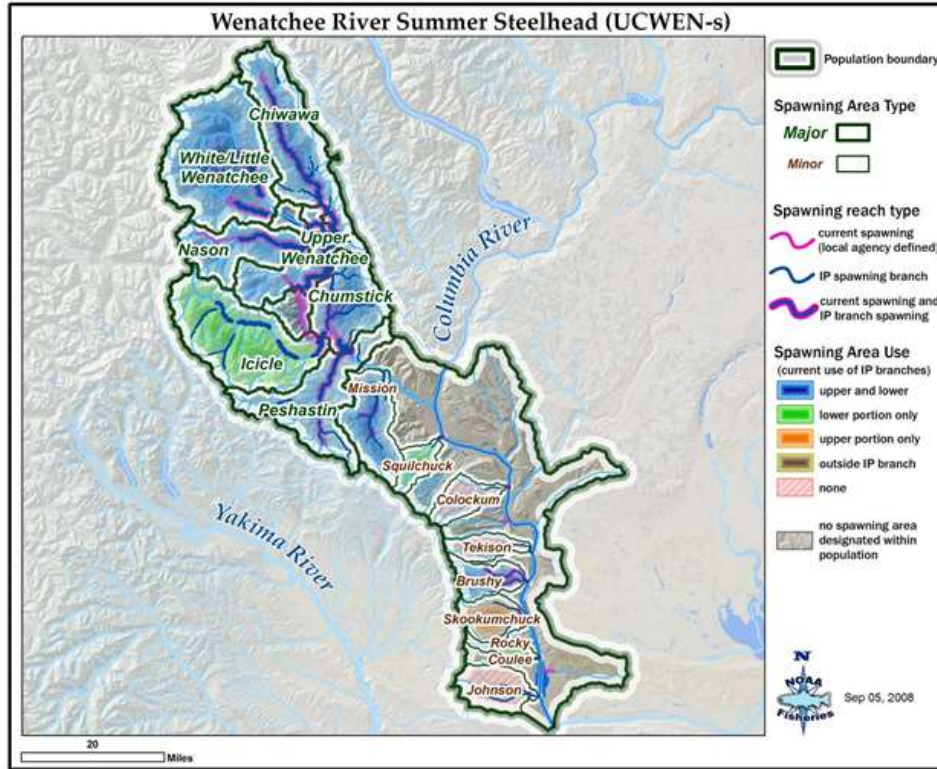 Wenatchee River Summer Steelhead (UCWEN-s)
Chiwawa
White/Little
Wenatchee
Upper
Wenatchee
Nason
Chumstick
Icicle
Peshastin
Mission
Squilchuck
Colockum
Tekison
Brushy
Skookumchuck
Rocky
Coulee
Johnson
Columbia River
Yakima River
20
Miles
Population boundary
Spawning Area Type
Major
Minor
Spawning reach type
current spawning
(local agency defined)
IP spawning branch
current spawning and
IP branch spawning
Spawning Area Use
(current use of IP branches)
upper and lower
lower portion only
upper portion only
outside IP branch
none
no spawning area
designated within
population
N
NOAA
Fisheries
Sep 05, 2008